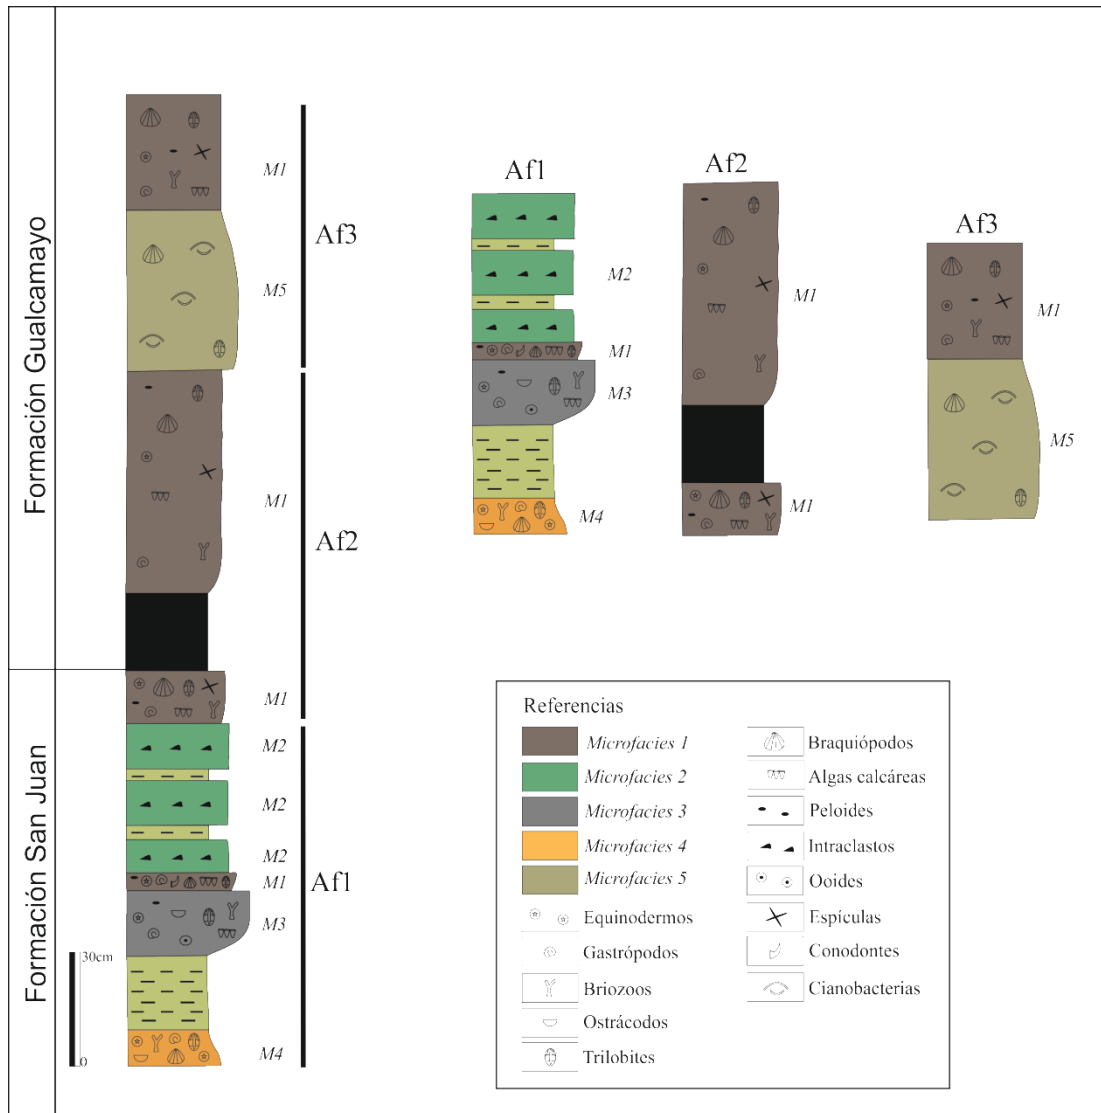 Formación Gualcamayo
Formación San Juan
M1
M5
M1
M1
M2
M2
M2
M1
M3
M4
Af3
Af2
Af1
30cm
0
Af1
M2
M1
M3
M4
Af2
M1
M1
Af3
M1
M5
Referencias
Microfacies 1
Microfacies 2
Microfacies 3
Microfacies 4
Microfacies 5
Equinodermos
Gastrópodos
Briozoos
Ostrácodos
Trilobites
Braquiópodos
Algas calcáreas
Peloides
Intraclastos
Ooides
Espículas
Conodontes
Cianobacterias